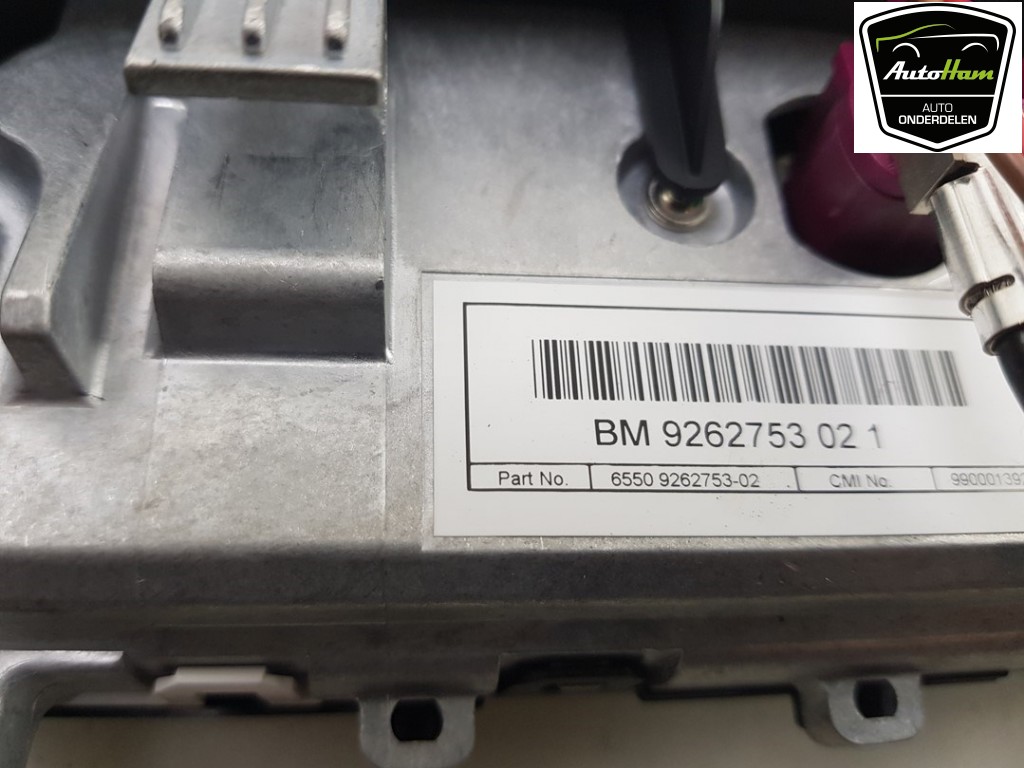 AutoHam
AUTO
ONDERDELEN
BM 9262753 02 1
Part No. 6550 9262753-02 CMI No.